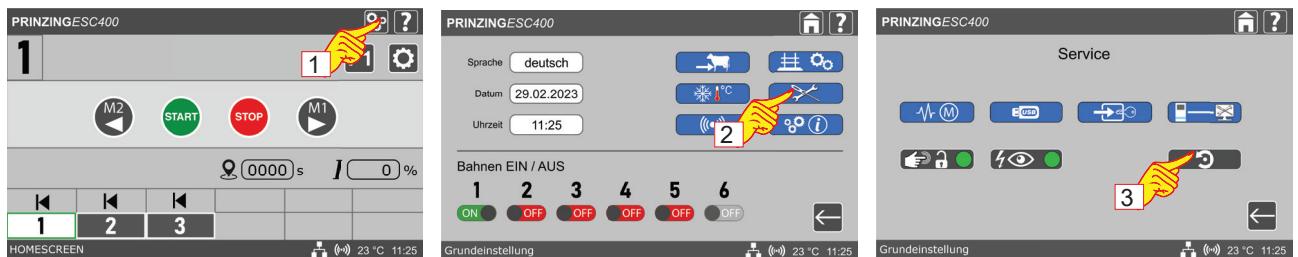 PRINZINGESC400
?
1
1
1
M2
START
STOP
M1
0000 s
0 %
1 2 3
HOMESCREEN
23 °C 11:25
PRINZINGESC400
?
Sprache deutsch
Datum 29.02.2023
°C
Uhrzeit 11:25
2
i
Bahnen EIN / AUS
1 2 3 4 5 6
ON OFF OFF OFF OFF OFF
Grundeinstellung
23 °C 11:25
PRINZINGESC400
?
Service
M
USB
3
Grundeinstellung
23 °C 11:25